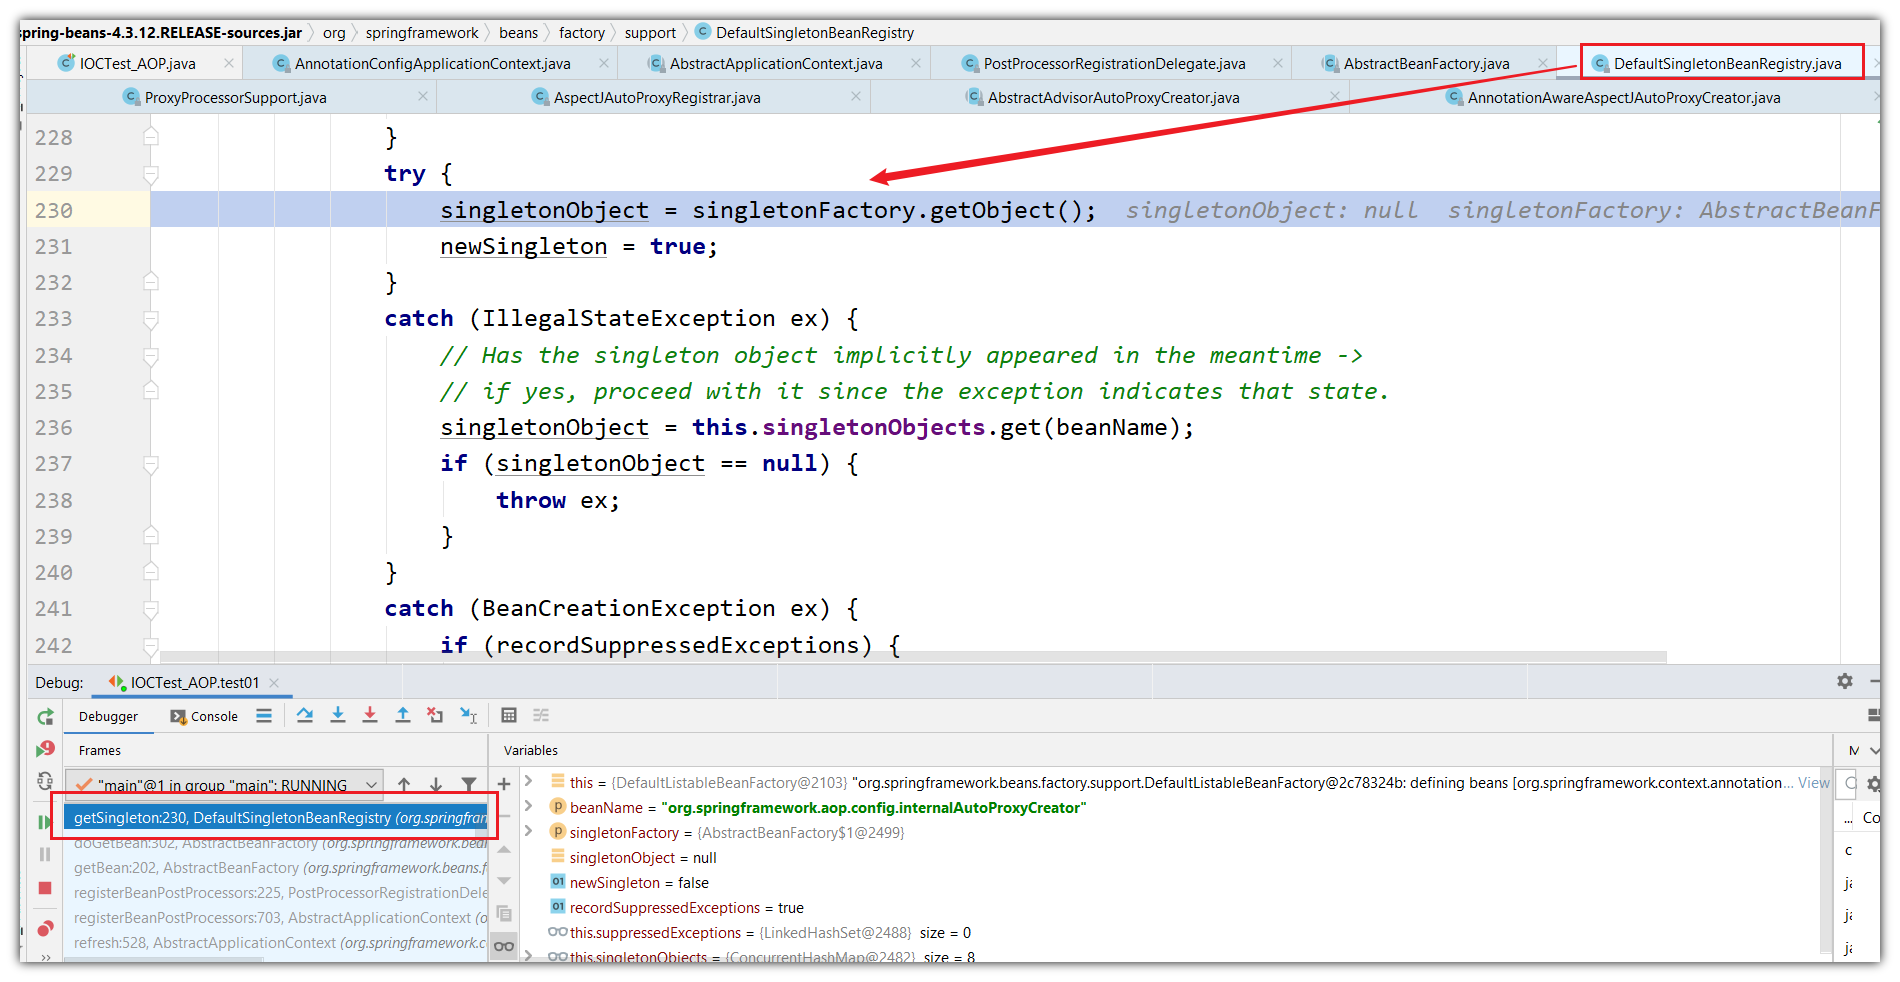 spring-beans-4.3.12.RELEASE-sources.jar org springframework beans factory support DefaultSingletonBeanRegistry
IOCTest_AOP.java AnnotationConfigApplicationContext.java AbstractApplicationContext.java PostProcessorRegistrationDelegate.java AbstractBeanFactory.java DefaultSingletonBeanRegistry.java
ProxyProcessorSupport.java AspectJAutoProxyRegistrar.java AbstractAdvisorAutoProxyCreator.java AnnotationAwareAspectJAutoProxyCreator.java
228 }
229 try {
230 singletonObject = singletonFactory.getObject(); singletonObject: null singletonFactory: AbstractBeanF
231 newSingleton = true;
232 }
233 catch (IllegalStateException ex) {
234 // Has the singleton object implicitly appeared in the meantime ->
235 // if yes, proceed with it since the exception indicates that state.
236 singletonObject = this.singletonObjects.get(beanName);
237 if (singletonObject == null) {
238 throw ex;
239 }
240 }
241 catch (BeanCreationException ex) {
242 if (recordSuppressedExceptions) {
Debug: IOCTest_AOP.test01
Debugger Console
Frames Variables M
"main"@1 in group "main": RUNNING
getSingleton:230, DefaultSingletonBeanRegistry (org.springfran
doGetBean:302, AbstractBeanFactory (org.springframework.bea
getBean:202, AbstractBeanFactory (org.springframework.beans.f
registerBeanPostProcessors:225, PostProcessorRegistrationDele
registerBeanPostProcessors:703, AbstractApplicationContext (o
refresh:528, AbstractApplicationContext (org.springframework.c
this = {DefaultListableBeanFactory@2103} "org.springframework.beans.factory.support.DefaultListableBeanFactory@2c78324b: defining beans [org.springframework.context.annotation... View
beanName = "org.springframework.aop.config.internalAutoProxyCreator"
singletonFactory = {AbstractBeanFactory$1@2499}
singletonObject = null
newSingleton = false
recordSuppressedExceptions = true
this.suppressedExceptions = {LinkedHashSet@2488} size = 0
this.singletonObjects = {ConcurrentHashMap@2482} size = 8
... Co
c
ja
ja
ja